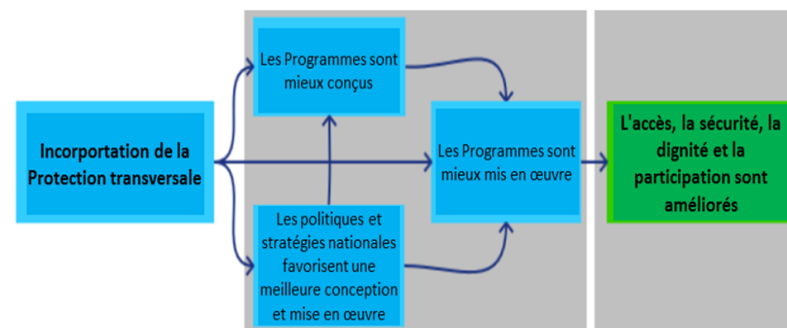 Incorportation de la
Protection transversale
Les Programmes sont
mieux conçus
Les politiques et
stratégies nationales
favorisent une
meilleure conception
et mise en œuvre
Les Programmes sont
mieux mis en œuvre
L'accès, la sécurité, la
dignité et la
participation sont
améliorés